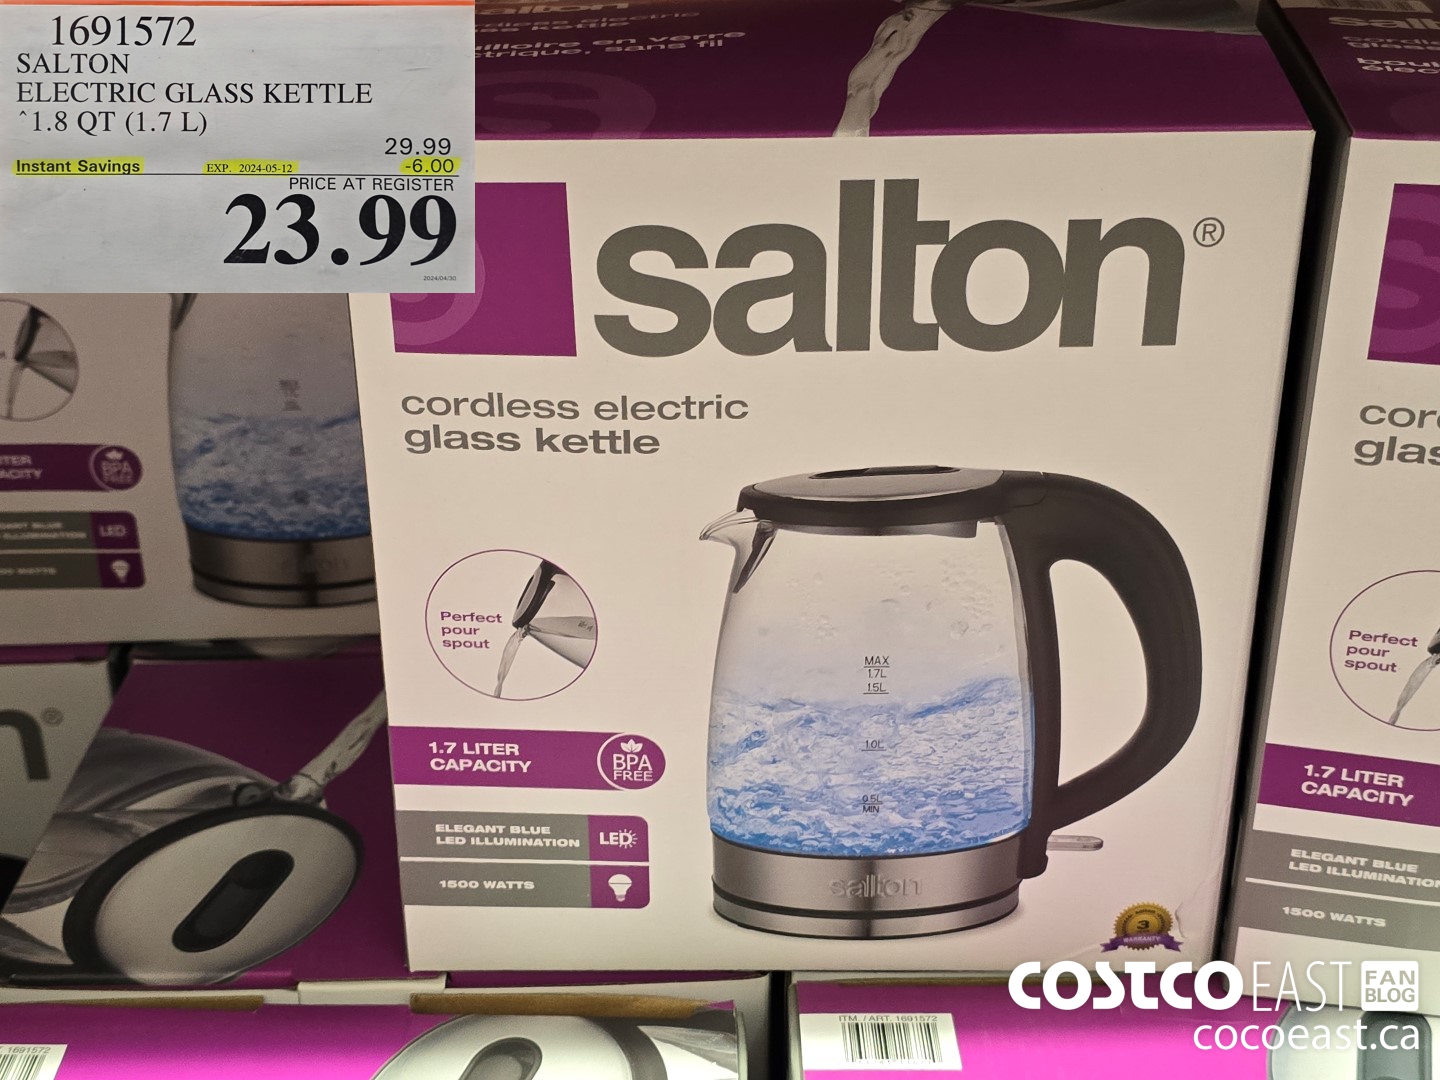 1691572
SALTON
ELECTRIC GLASS KETTLE
^1.8 QT (1.7 L)
29.99
Instant Savings EXP. 2024-05-12 -6.00
PRICE AT REGISTER
23.99
2024/04/30
salton®
cordless electric
glass kettle
Perfect
pour
spout
MAX
1.7L
1.5L
1.0L
0.5L
MIN
1.7 LITER
CAPACITY
BPA
FREE
ELEGANT BLUE
LED ILLUMINATION
LED
1500 WATTS
salton
3
WARRANTY
Perfect
pour
spout
1.7 LITER
CAPACITY
ELEGANT BLUE
LED ILLUMINATION
1500 WATTS
ITM. / ART. 1691572
COSTCO EAST FAN
BLOG
cocoeast.ca